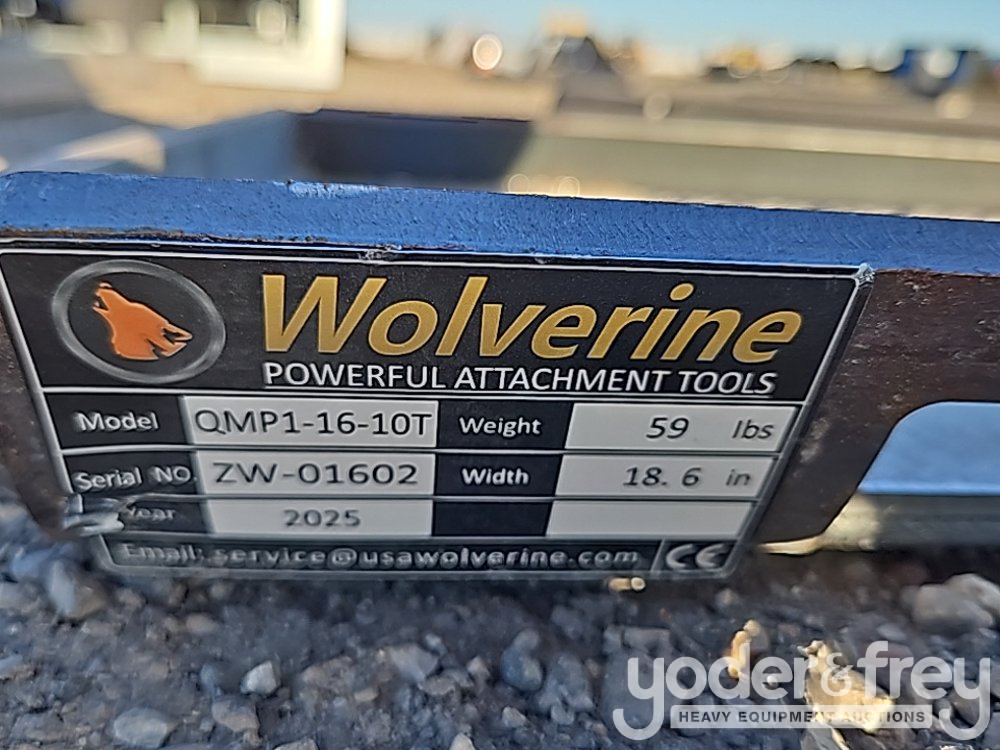 Wolverine
POWERFUL ATTACHMENT TOOLS
Model QMP1-16-10T Weight 59 lbs
Serial NO. ZW-01602 Width 18.6 in
Year 2025
Email: service@usawolverine.com CE
yoder&frey
HEAVY EQUIPMENT AUCTIONS